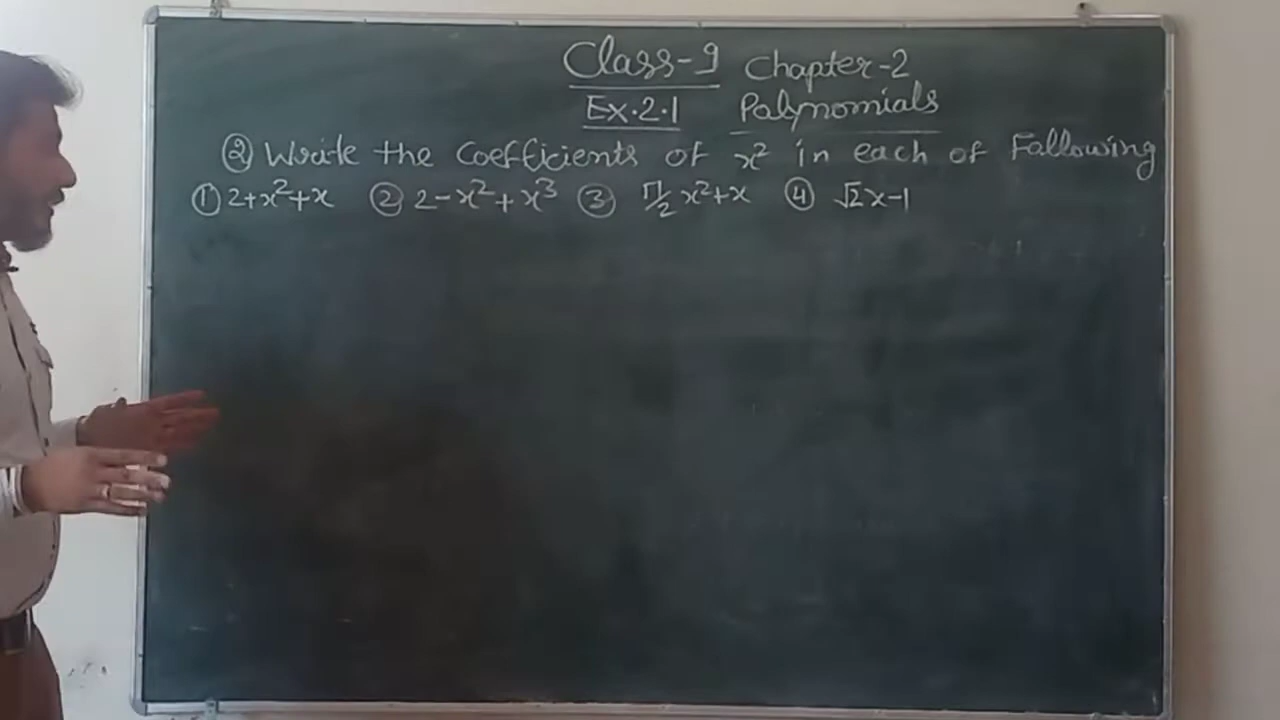 Class-9 Chapter-2
Ex.2.1 Polynomials
② Write the Coefficients of x² in each of Following
① 2+x²+x ② 2-x²+x³ ③ π/2 x²+x ④ √2x-1